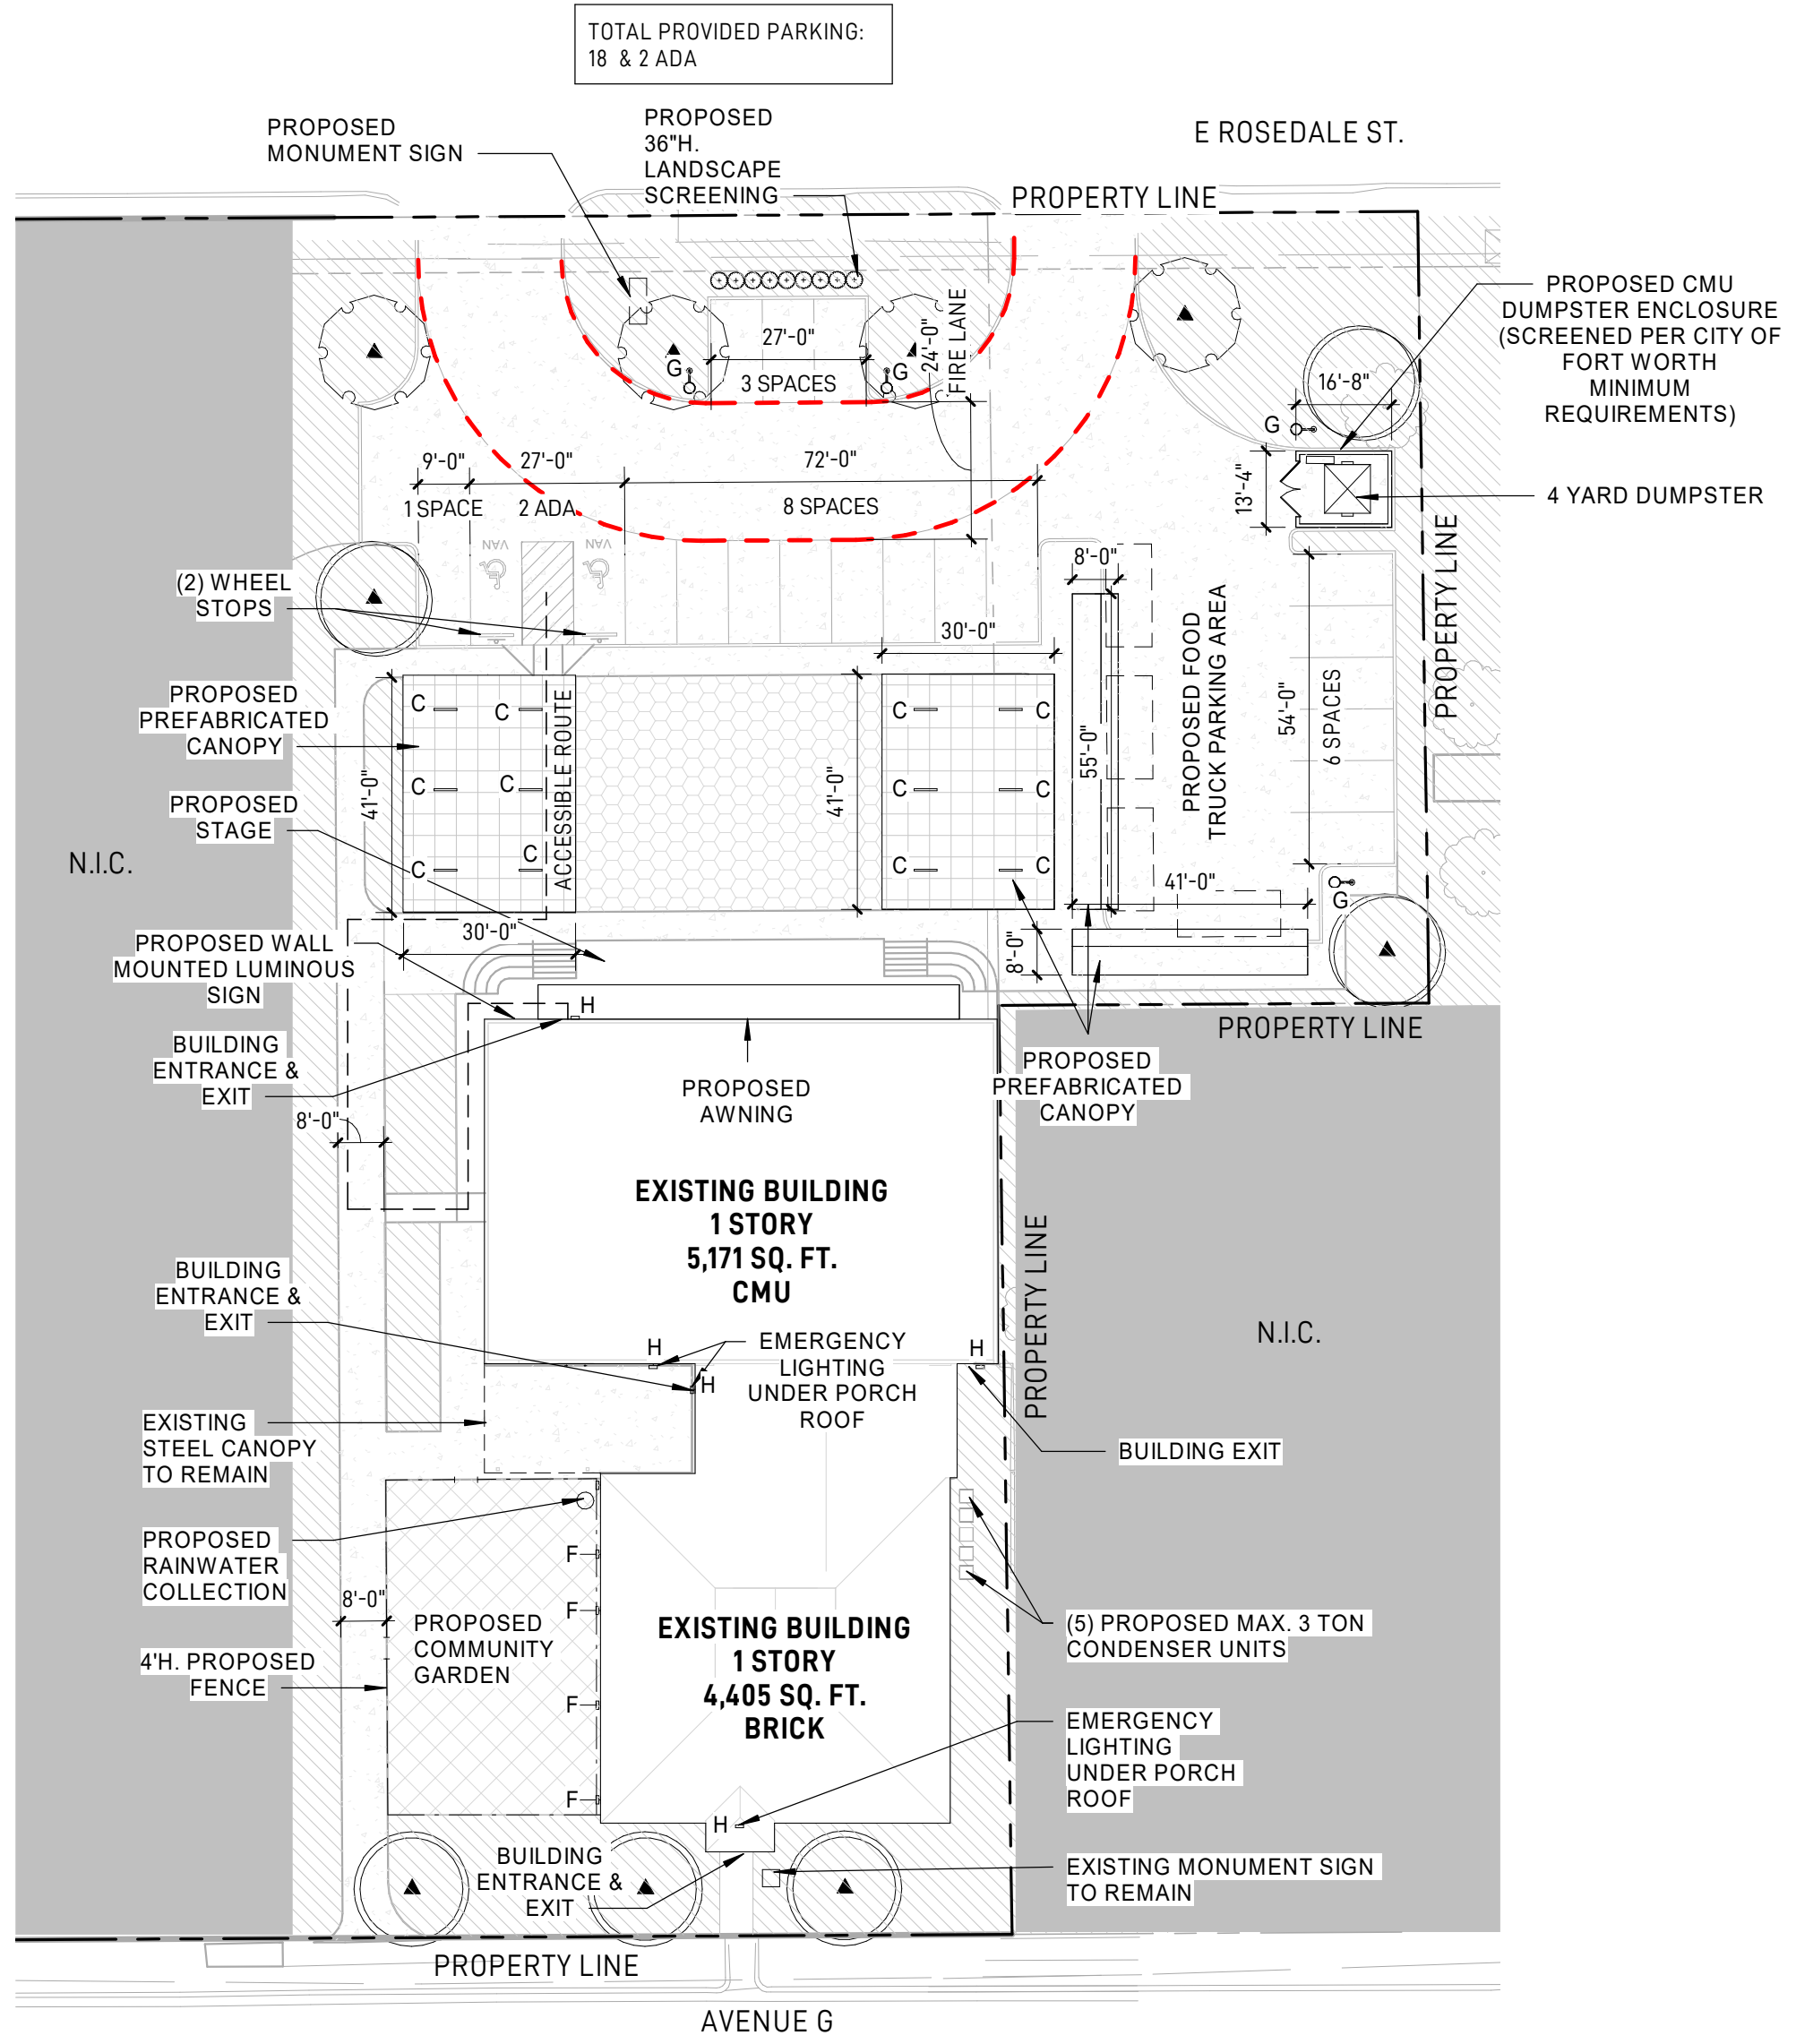 TOTAL PROVIDED PARKING:
18 & 2 ADA
PROPOSED
MONUMENT SIGN
PROPOSED
36"H.
LANDSCAPE
SCREENING
E ROSEDALE ST.
PROPERTY LINE
PROPOSED CMU
DUMPSTER ENCLOSURE
(SCREENED PER CITY OF
FORT WORTH
MINIMUM
REQUIREMENTS)
27'-0"
3 SPACES
G
G
24'-0"
FIRE LANE
16'-8"
G
13'-4"
4 YARD DUMPSTER
9'-0"
27'-0"
72'-0"
1 SPACE
2 ADA
8 SPACES
VAN
VAN
(2) WHEEL
STOPS
8'-0"
PROPERTY LINE
30'-0"
PROPOSED
PREFABRICATED
CANOPY
C
C
C
C
C
C
C
C
C
C
C
C
41'-0"
ACCESSIBLE ROUTE
41'-0"
55'-0"
PROPOSED FOOD
TRUCK PARKING AREA
54'-0"
6 SPACES
PROPOSED
STAGE
N.I.C.
41'-0"
G
30'-0"
8'-0"
PROPOSED WALL
MOUNTED LUMINOUS
SIGN
H
PROPERTY LINE
BUILDING
ENTRANCE &
EXIT
PROPOSED
AWNING
PROPOSED
PREFABRICATED
CANOPY
8'-0"
EXISTING BUILDING
1 STORY
5,171 SQ. FT.
CMU
PROPERTY LINE
N.I.C.
BUILDING
ENTRANCE &
EXIT
H
H
H
EMERGENCY
LIGHTING
UNDER PORCH
ROOF
EXISTING
STEEL CANOPY
TO REMAIN
BUILDING EXIT
PROPOSED
RAINWATER
COLLECTION
F
F
F
F
8'-0"
PROPOSED
COMMUNITY
GARDEN
4'H. PROPOSED
FENCE
EXISTING BUILDING
1 STORY
4,405 SQ. FT.
BRICK
(5) PROPOSED MAX. 3 TON
CONDENSER UNITS
EMERGENCY
LIGHTING
UNDER PORCH
ROOF
H
BUILDING
ENTRANCE &
EXIT
EXISTING MONUMENT SIGN
TO REMAIN
PROPERTY LINE
AVENUE G